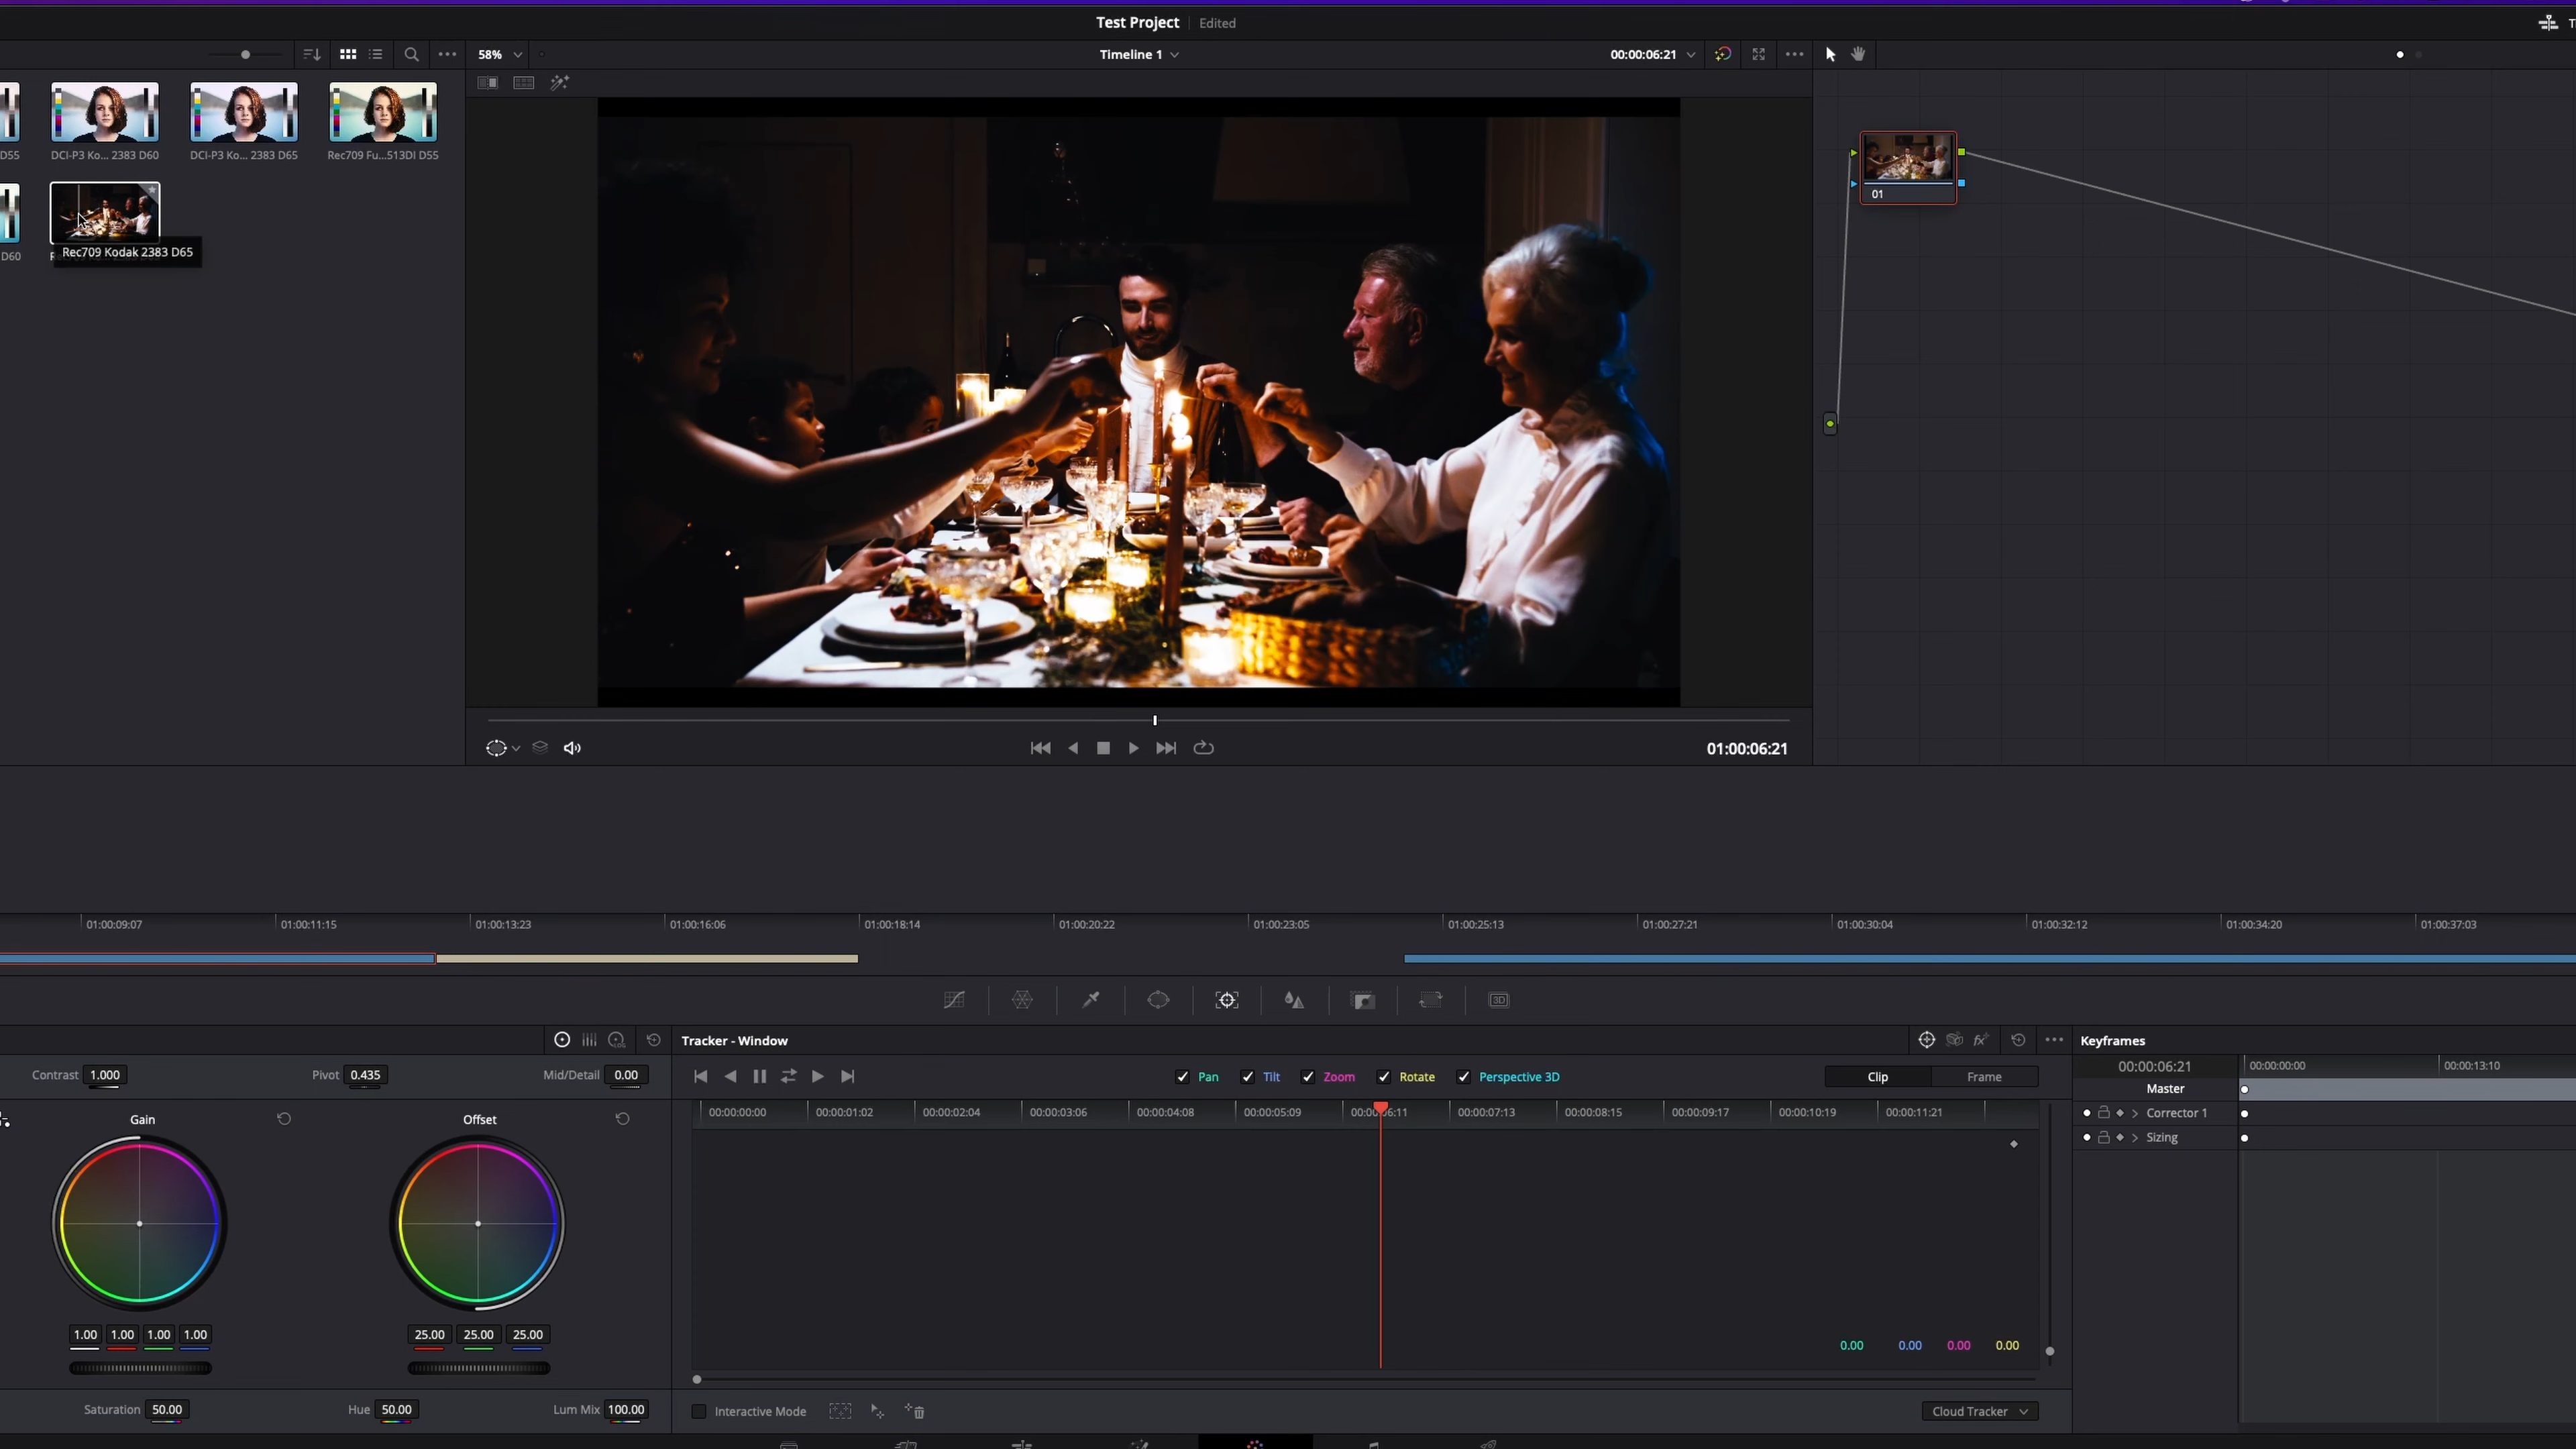 Test Project Edited
58%
Timeline 1
00:00:06:21
D55
DCI-P3 Ko... 2383 D60
DCI-P3 Ko... 2383 D65
Rec709 Fu...513DI D55
D60
Rec709 Kodak 2383 D65
01
01:00:06:21
01:00:09:07 01:00:11:15 01:00:13:23 01:00:16:06 01:00:18:14 01:00:20:22 01:00:23:05 01:00:25:13 01:00:27:21 01:00:30:04 01:00:32:12 01:00:34:20 01:00:37:03
3D
LOG
Contrast 1.000 Pivot 0.435 Mid/Detail 0.00
Gain Offset
1.00 1.00 1.00 1.00
25.00 25.00 25.00
Saturation 50.00 Hue 50.00 Lum Mix 100.00
Tracker - Window
fx
Pan Tilt Zoom Rotate Perspective 3D
Clip Frame
00:00:00:00 00:00:01:02 00:00:02:04 00:00:03:06 00:00:04:08 00:00:05:09 00:00:06:11 00:00:07:13 00:00:08:15 00:00:09:17 00:00:10:19 00:00:11:21
0.00 0.00 0.00 0.00
Interactive Mode
Cloud Tracker
Keyframes
00:00:06:21 00:00:00:00 00:00:13:10
Master
Corrector 1
Sizing